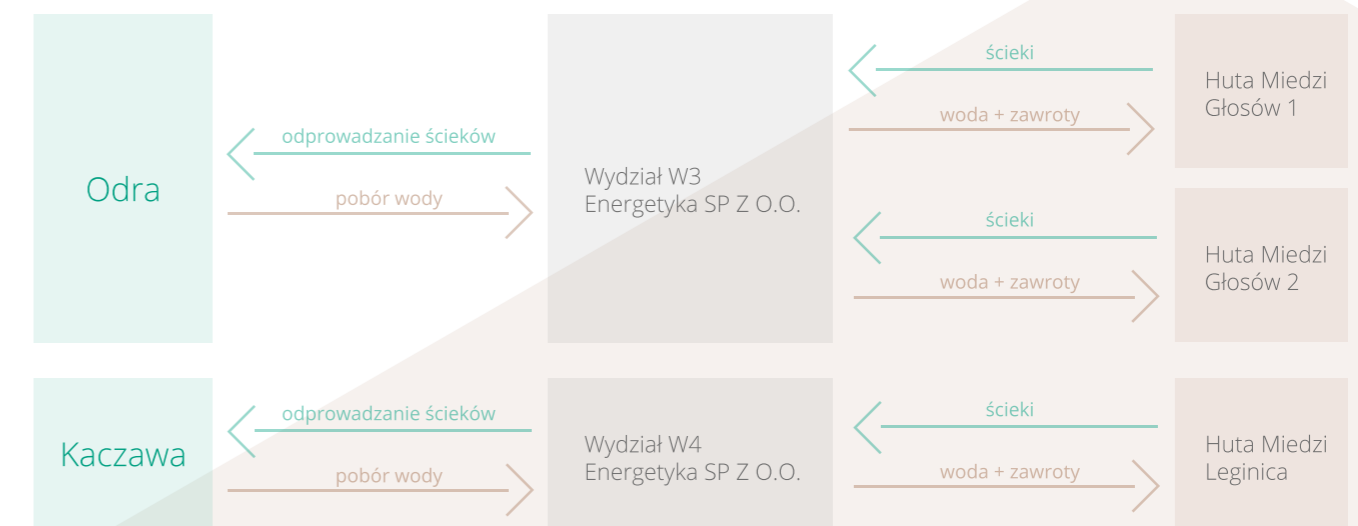 ścieki
Huta Miedzi
Głosów 1
woda + zawroty
odprowadzanie ścieków
Odra
pobór wody
Wydział W3
Energetyka SP Z O.O.
ścieki
Huta Miedzi
Głosów 2
woda + zawroty
odprowadzanie ścieków
ścieki
Kaczawa
Wydział W4
Energetyka SP Z O.O.
Huta Miedzi
Leginica
pobór wody
woda + zawroty